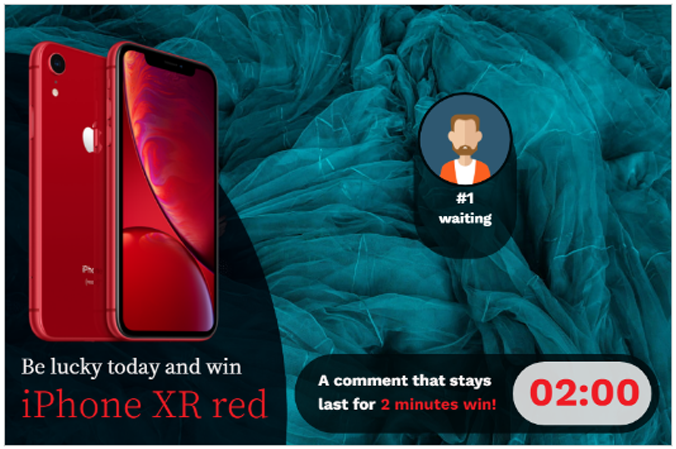 #1
waiting
Be lucky today and win
iPhone XR red
A comment that stays
last for 2 minutes win!
02:00